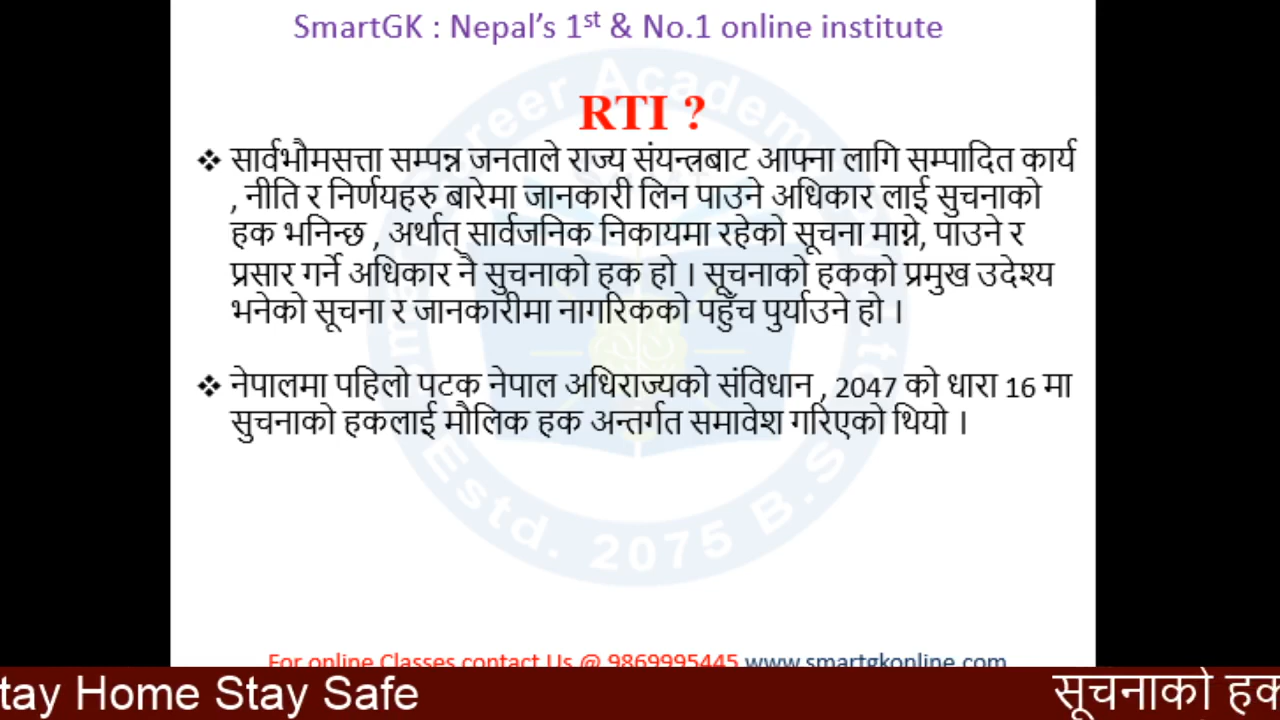 SmartGK : Nepal’s 1st & No.1 online institute
RTI ?
❖ सार्वभौमसत्ता सम्पन्न जनताले राज्य संयन्त्रबाट आफ्ना लागि सम्पादित कार्य
, नीति र निर्णयहरु बारेमा जानकारी लिन पाउने अधिकार लाई सुचनाको
हक भनिन्छ , अर्थात् सार्वजनिक निकायमा रहेको सूचना माग्ने, पाउने र
प्रसार गर्ने अधिकार नै सुचनाको हक हो । सूचनाको हकको प्रमुख उदेश्य
भनेको सूचना र जानकारीमा नागरिकको पहुँच पुर्याउने हो ।
❖ नेपालमा पहिलो पटक नेपाल अधिराज्यको संविधान , 2047 को धारा 16 मा
सुचनाको हकलाई मौलिक हक अन्तर्गत समावेश गरिएको थियो ।
Estd. 2075 B.S
For online Classes contact Us @ 9869995445 www.smartgkonline.com
tay Home Stay Safe
सूचनाको हक